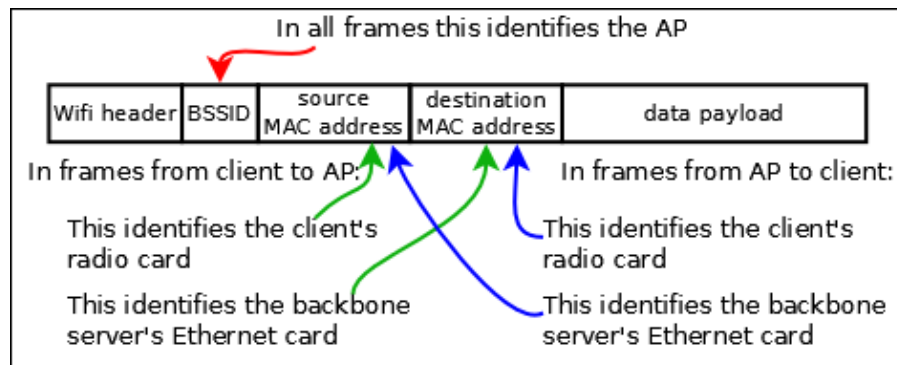 In all frames this identifies the AP
Wifi header
BSSID
source
MAC address
destination
MAC address
data payload
In frames from client to AP:
This identifies the client's
radio card
This identifies the backbone
server's Ethernet card
In frames from AP to client:
This identifies the client's
radio card
This identifies the backbone
server's Ethernet card